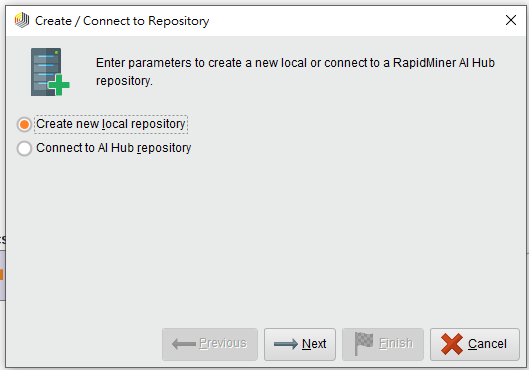 Create / Connect to Repository
Enter parameters to create a new local or connect to a RapidMiner AI Hub
repository.
Create new local repository
Connect to AI Hub repository
Previous
Next
Finish
Cancel